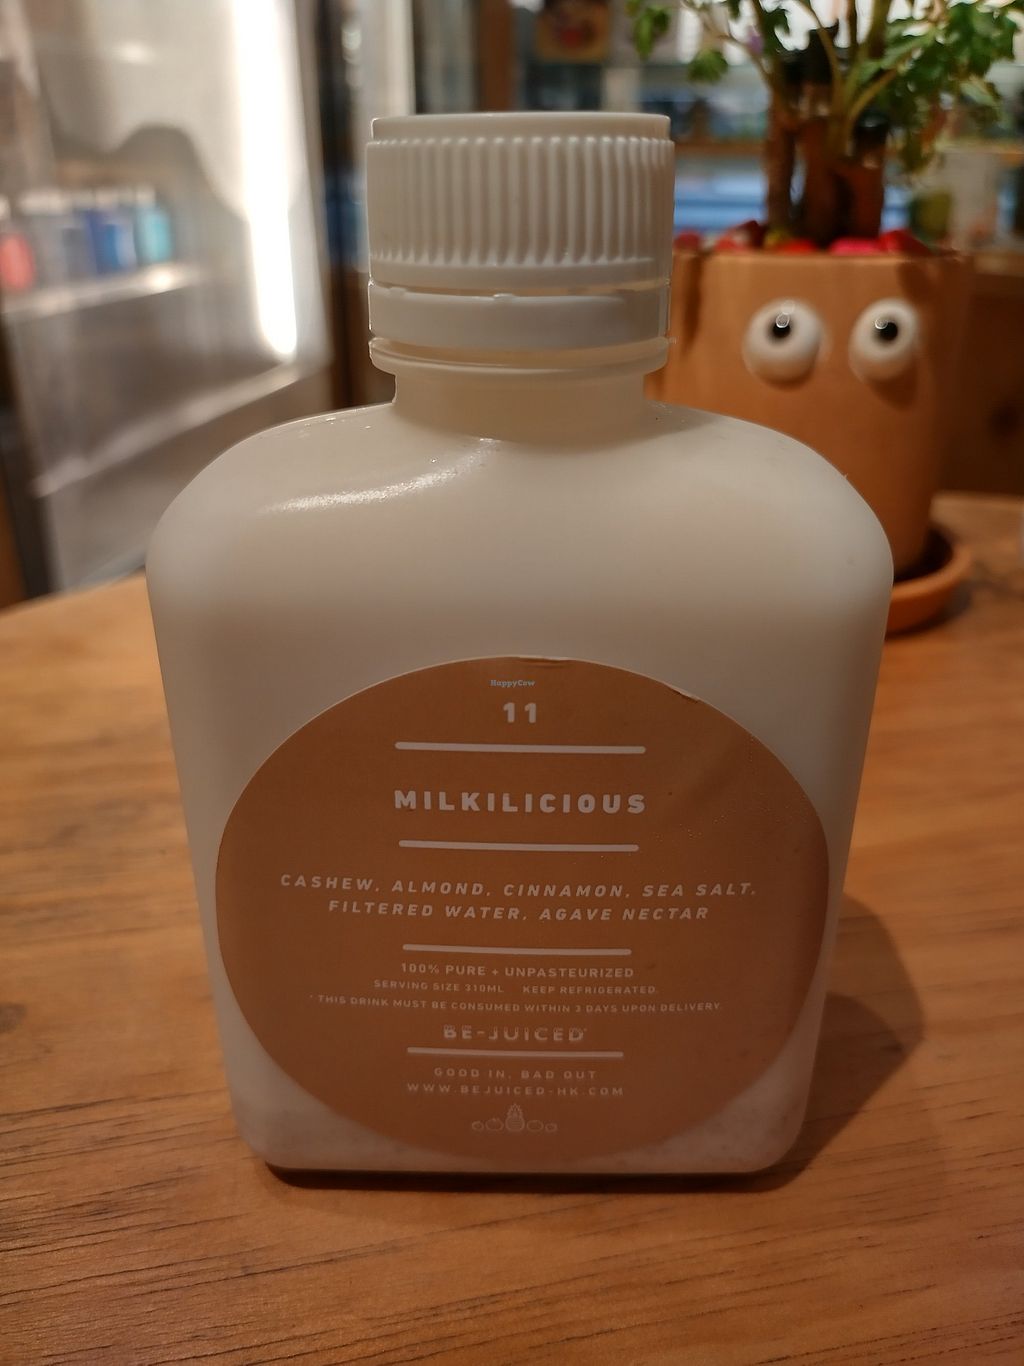 HappyCow
11
MILKILICIOUS
CASHEW, ALMOND, CINNAMON, SEA SALT,
FILTERED WATER, AGAVE NECTAR
100% PURE + UNPASTEURIZED
SERVING SIZE 310ML KEEP REFRIGERATED.
* THIS DRINK MUST BE CONSUMED WITHIN 3 DAYS UPON DELIVERY.
BE-JUICED
GOOD IN, BAD OUT
WWW.BEJUICED-HK.COM